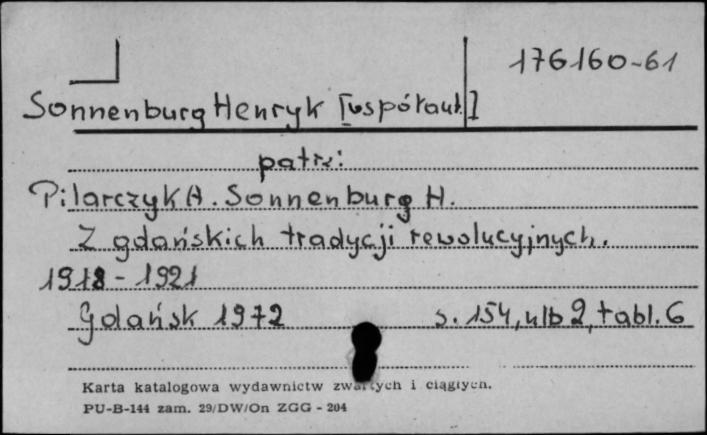 176160-61
Sonnenburg Henryk [współaut.]
patrz:
Pilarczyk A. Sonnenburg H.
Z gdańskich tradycji rewolucyjnych.
1918 - 1921
Gdańsk 1972 s. 154, nlb 2, tabl. 6
Karta katalogowa wydawnictw zwartych i ciągłych.
PU-B-144 zam. 29/DW/On ZGG - 204